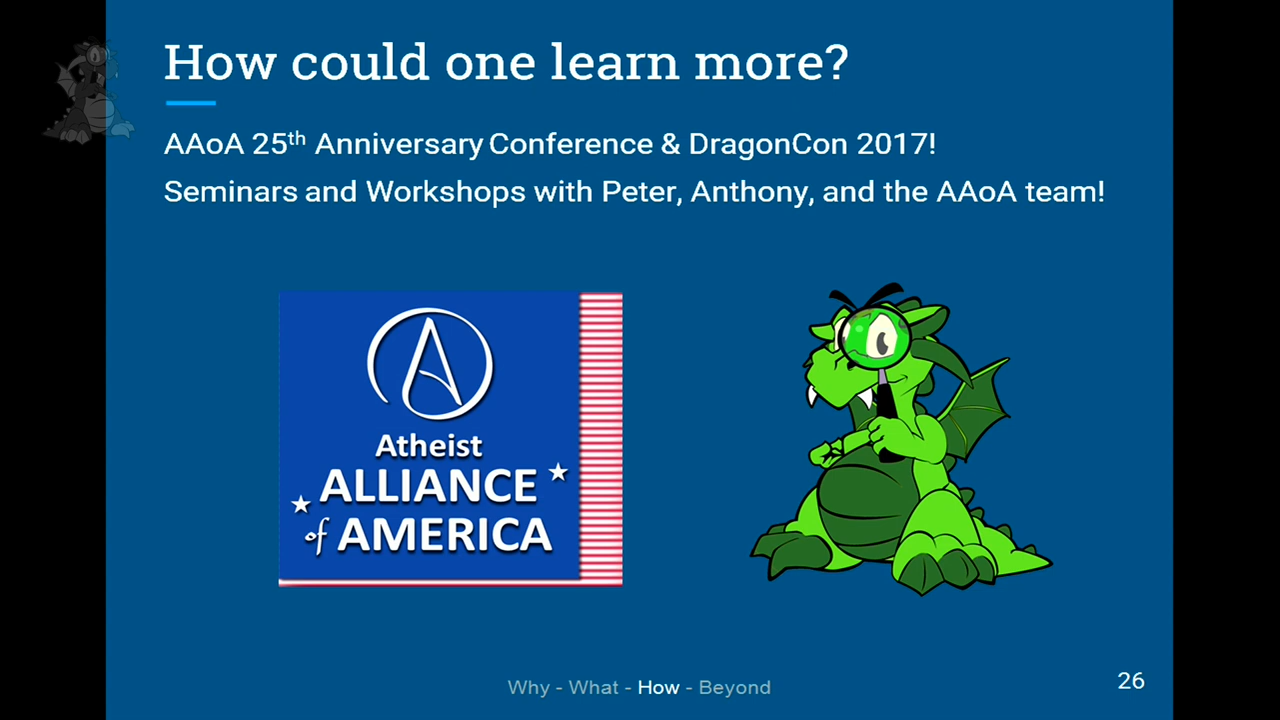 How could one learn more?
AAoA 25th Anniversary Conference & DragonCon 2017!
Seminars and Workshops with Peter, Anthony, and the AAoA team!
Atheist
ALLIANCE
of AMERICA
Why - What - How - Beyond
26